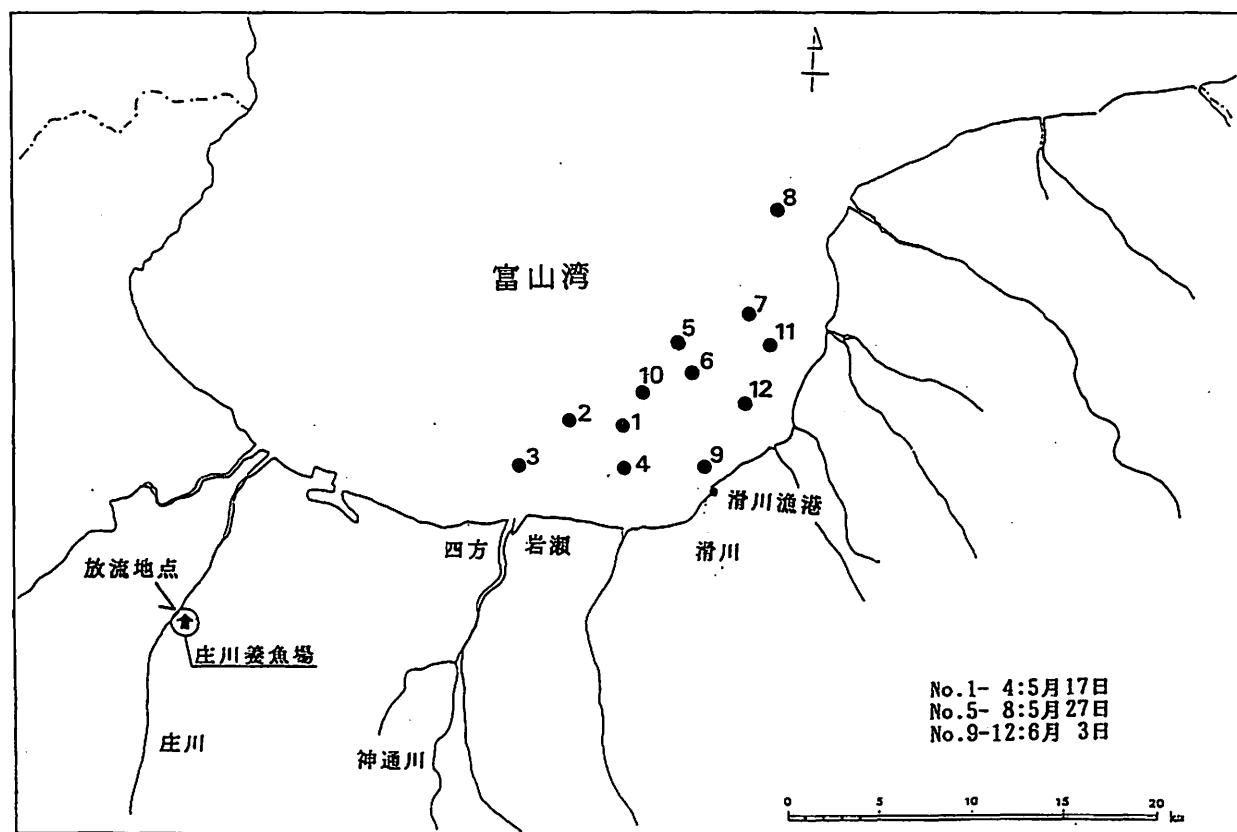 8
富山湾
7
5
11
6
10
12
2
1
3
4
9
滑川漁港
四方
岩瀬
滑川
放流地点
庄川養魚場
No.1- 4:5月17日
No.5- 8:5月27日
No.9-12:6月 3日
庄川
神通川
0 5 10 15 20 km